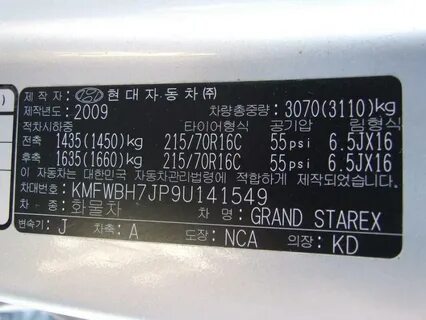 제 작 자 : 현대자동차㈜
제작년도: 2009 차량총중량: 3070(3110)kg
적차시하중 타이어형식 공기압 림형식
전축 1435(1450)kg 215/70R16C 55psi 6.5JX16
후축 1635(1660)kg 215/70R16C 55psi 6.5JX16
이 자동차는 대한민국 자동차관리법령에 적합하게 제작되었음.
차대번호: KMFWBH7JP9U141549
차 종: 화물차 차 명: GRAND STAREX
변속기: J 차축: A 도장: NCA 의장: KD